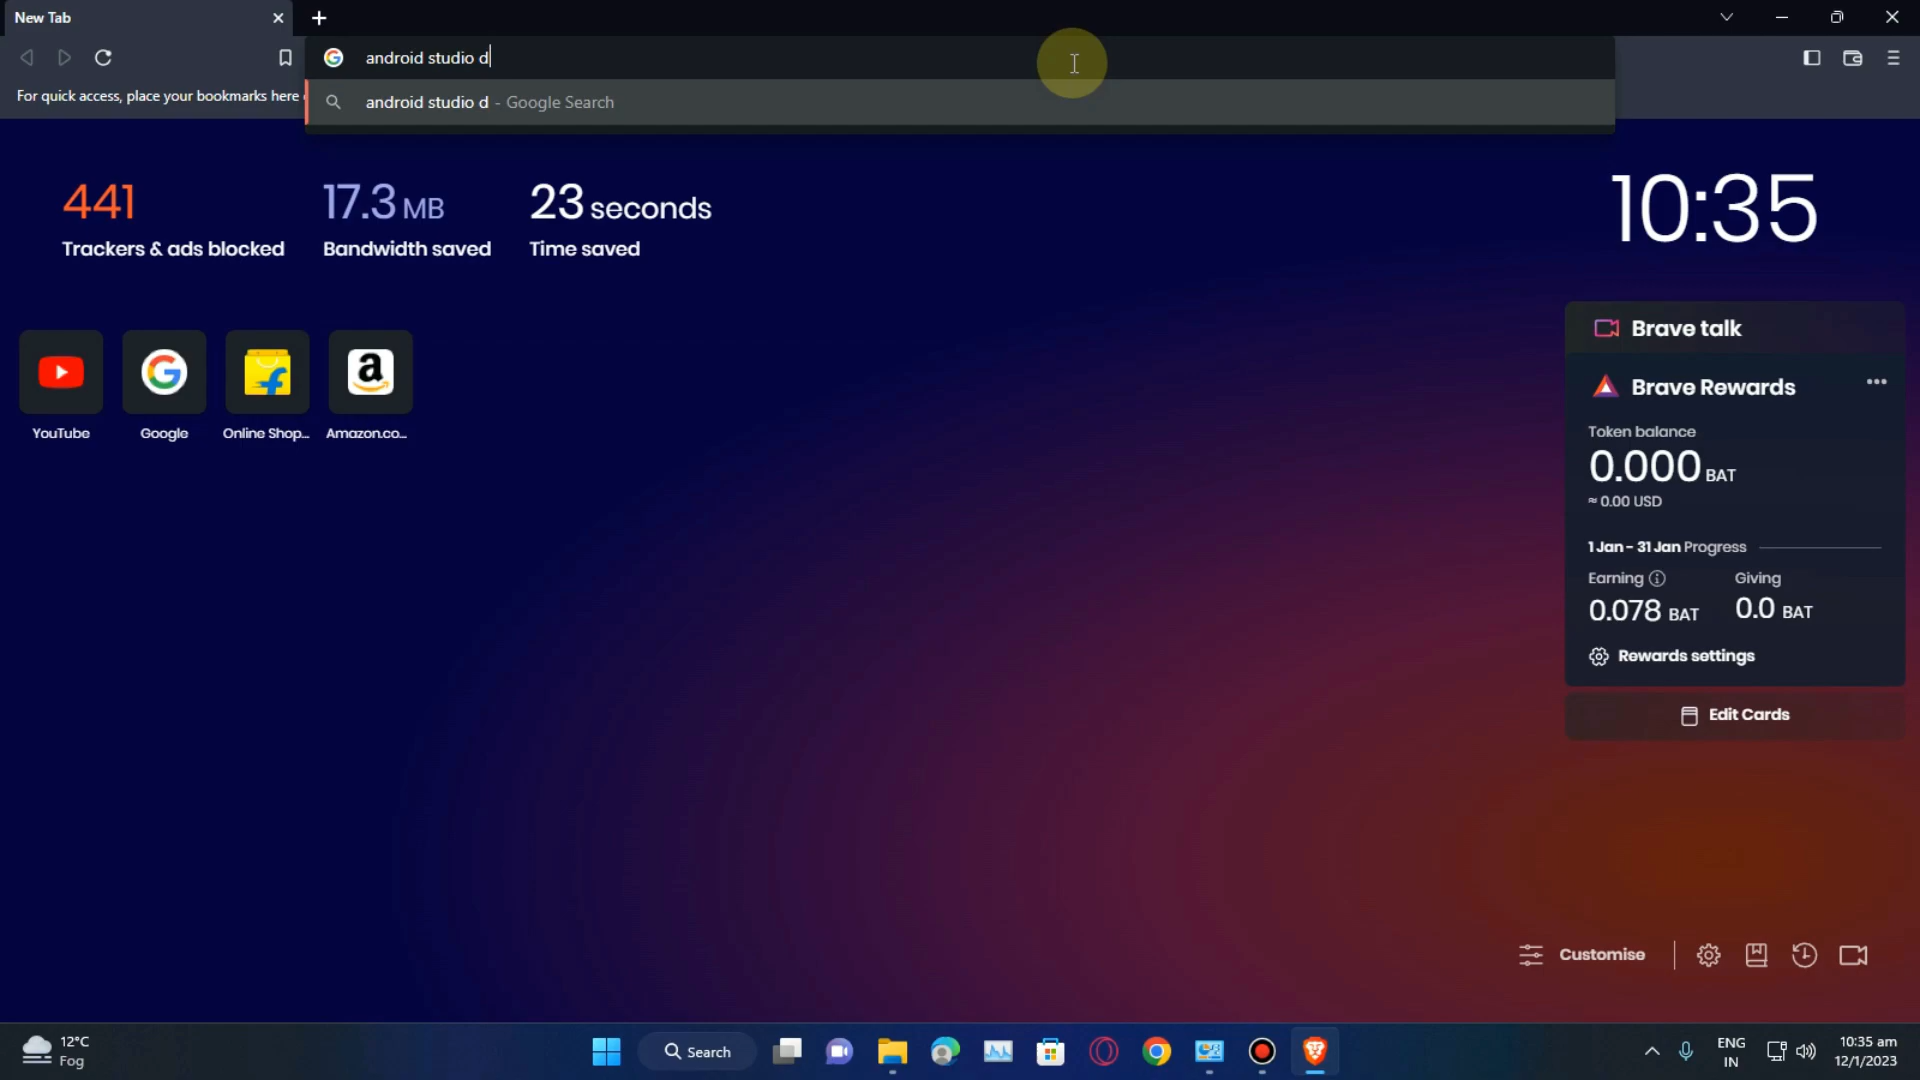 New Tab
android studio d
For quick access, place your bookmarks here
android studio d - Google Search
441
Trackers & ads blocked
17.3 MB
Bandwidth saved
23 seconds
Time saved
10:35
YouTube
Google
Online Shop...
Amazon.co...
Brave talk
Brave Rewards
Token balance
0.000 BAT
≈ 0.00 USD
1 Jan - 31 Jan Progress
Earning
Giving
0.078 BAT
0.0 BAT
Rewards settings
Edit Cards
Customise
12°C
Fog
Search
ENG
IN
10:35 am
12/1/2023